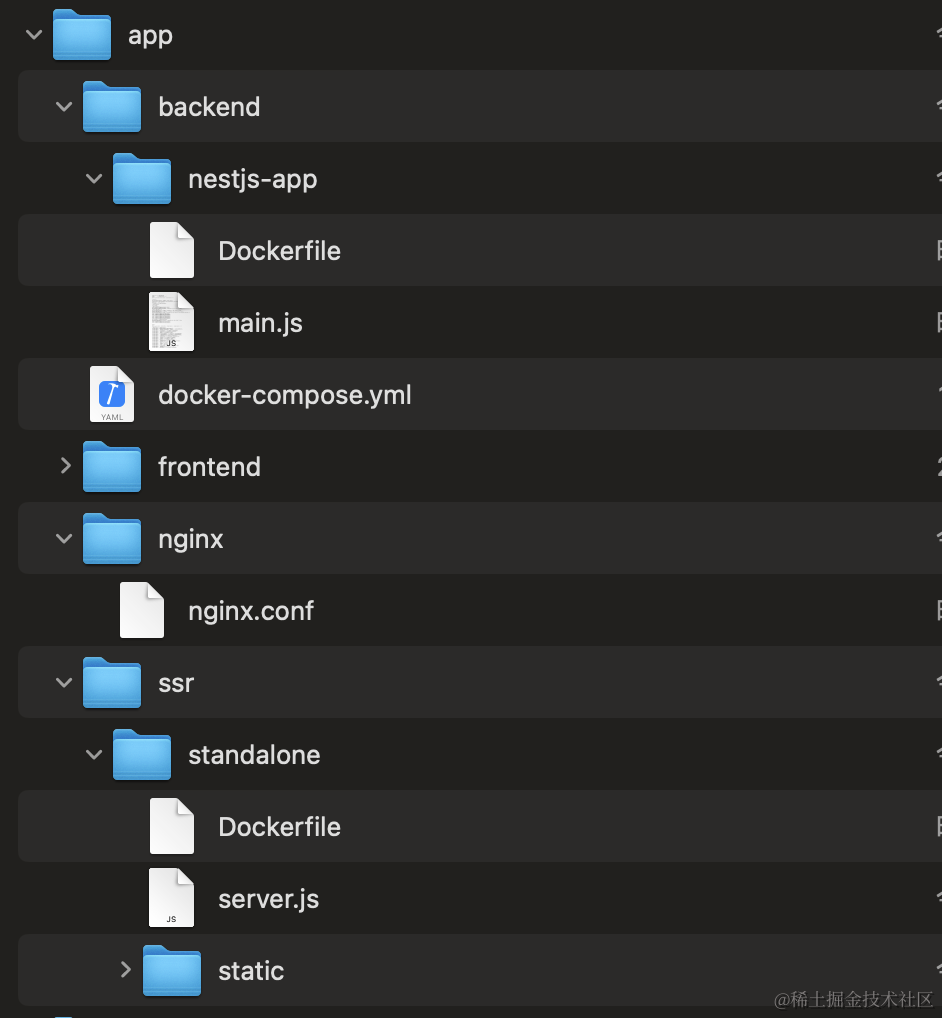 app
backend
nestjs-app
Dockerfile
main.js
JS
docker-compose.yml
YAML
frontend
nginx
nginx.conf
ssr
standalone
Dockerfile
server.js
JS
static
@稀土掘金技术社区